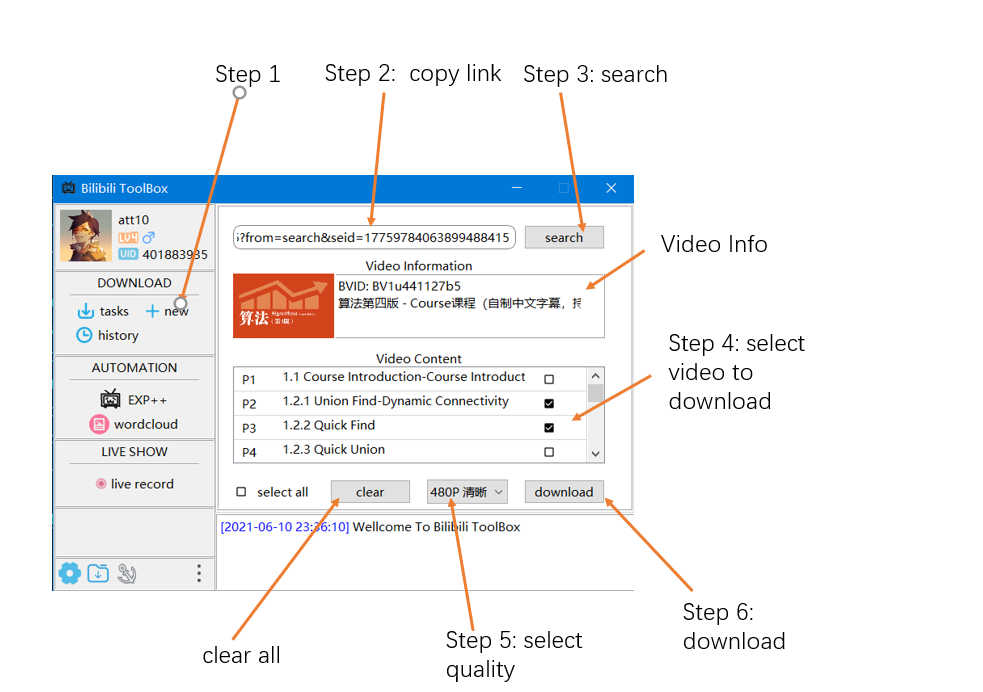 Step 1
Step 2:  copy link
Step 3: search
Bilibili ToolBox
att10
LV4
UID 401883935
DOWNLOAD
tasks
new
history
AUTOMATION
EXP++
wordcloud
LIVE SHOW
live record
?from=search&seid=17759784063899488415
search
Video Information
算法
Algorithms
(第4版)
BVID: BV1u441127b5
算法第四版 - Course课程（自制中文字幕，
Video Info
Video Content
P1 1.1 Course Introduction-Course Introduct
P2 1.2.1 Union Find-Dynamic Connectivity
P3 1.2.2 Quick Find
P4 1.2.3 Quick Union
Step 4: select
video to
download
select all
clear
480P 清晰
download
[2021-06-10 23:36:10] Wellcome To Bilibili ToolBox
clear all
Step 5: select
quality
Step 6:
download